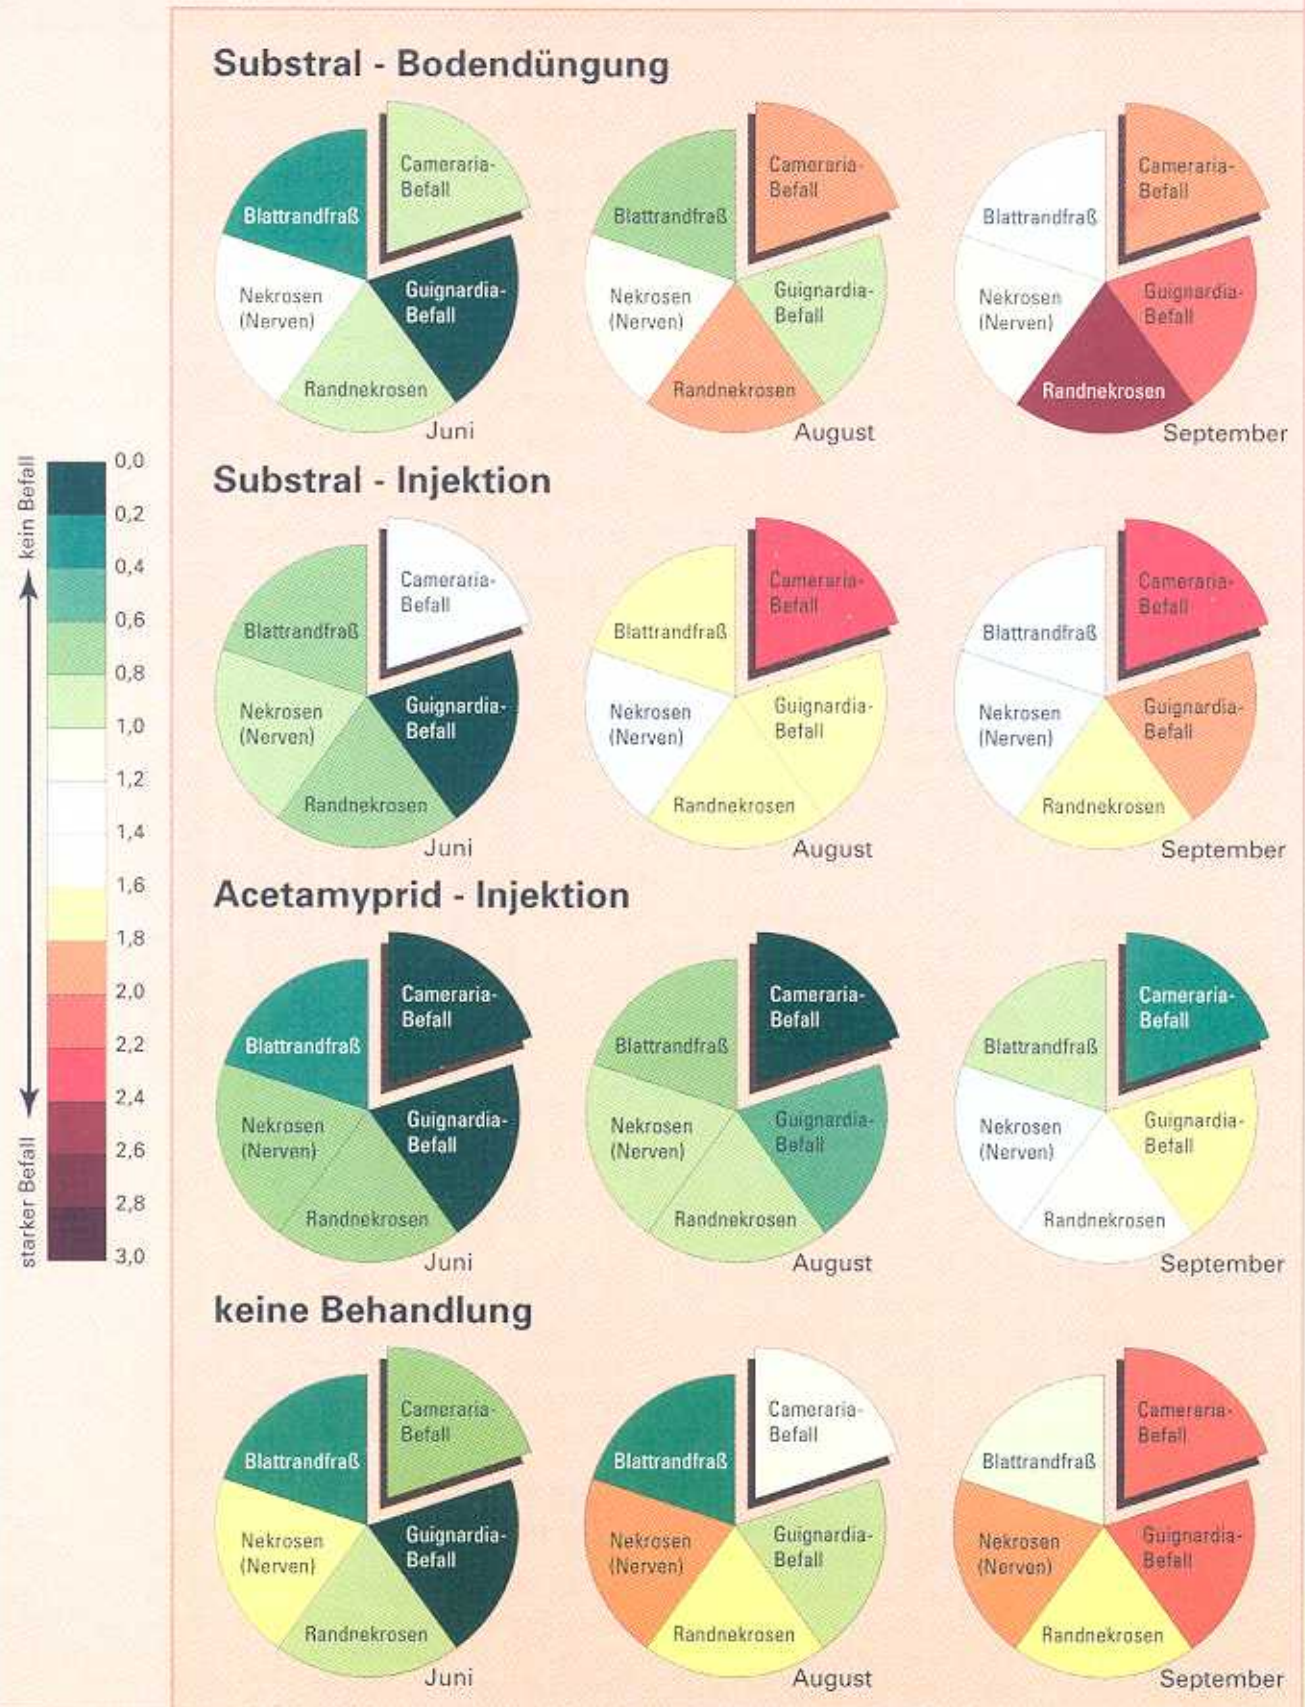 Substral - Bodendüngung
Cameraria-
Befall
Blattrandfraß
Nekrosen
(Nerven)
Guignardia-
Befall
Randnekrosen
Juni
Cameraria-
Befall
Blattrandfraß
Nekrosen
(Nerven)
Guignardia-
Befall
Randnekrosen
August
Cameraria-
Befall
Blattrandfraß
Nekrosen
(Nerven)
Guignardia-
Befall
Randnekrosen
September
kein Befall
starker Befall
0,0
0,2
0,4
0,6
0,8
1,0
1,2
1,4
1,6
1,8
2,0
2,2
2,4
2,6
2,8
3,0
Substral - Injektion
Cameraria-
Befall
Blattrandfraß
Nekrosen
(Nerven)
Guignardia-
Befall
Randnekrosen
Juni
Cameraria-
Befall
Blattrandfraß
Nekrosen
(Nerven)
Guignardia-
Befall
Randnekrosen
August
Cameraria-
Befall
Blattrandfraß
Nekrosen
(Nerven)
Guignardia-
Befall
Randnekrosen
September
Acetamyprid - Injektion
Cameraria-
Befall
Blattrandfraß
Nekrosen
(Nerven)
Guignardia-
Befall
Randnekrosen
Juni
Cameraria-
Befall
Blattrandfraß
Nekrosen
(Nerven)
Guignardia-
Befall
Randnekrosen
August
Cameraria-
Befall
Blattrandfraß
Nekrosen
(Nerven)
Guignardia-
Befall
Randnekrosen
September
keine Behandlung
Cameraria-
Befall
Blattrandfraß
Nekrosen
(Nerven)
Guignardia-
Befall
Randnekrosen
Juni
Cameraria-
Befall
Blattrandfraß
Nekrosen
(Nerven)
Guignardia-
Befall
Randnekrosen
August
Cameraria-
Befall
Blattrandfraß
Nekrosen
(Nerven)
Guignardia-
Befall
Randnekrosen
September